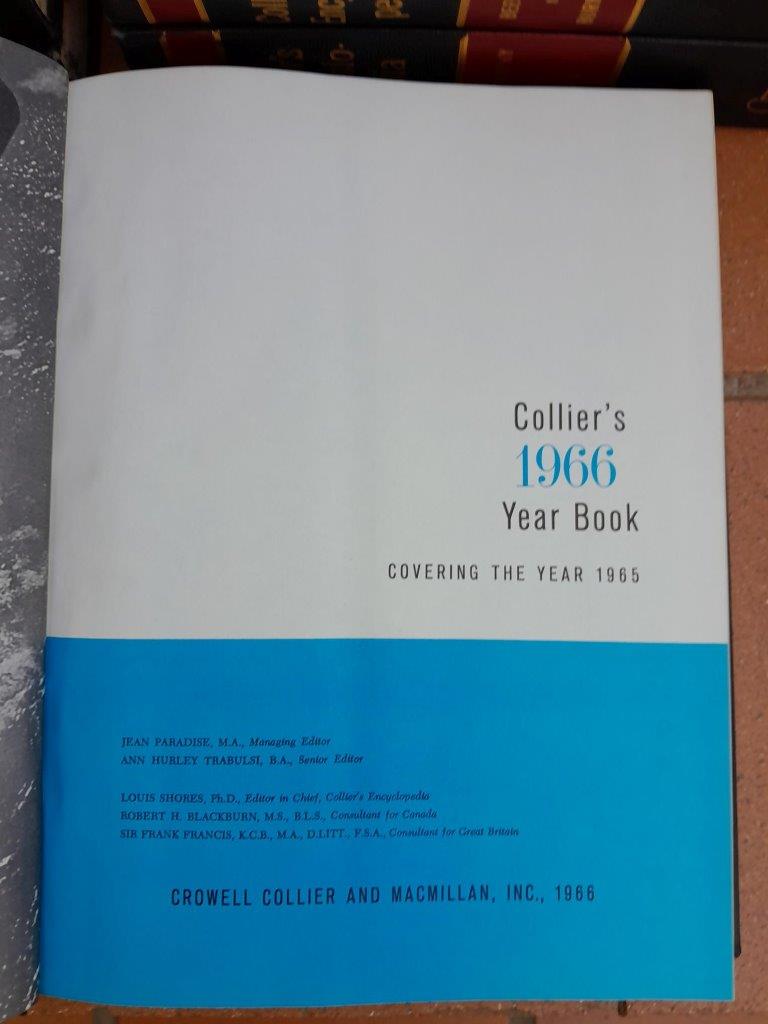 Collier's
1966
Year Book
COVERING THE YEAR 1965
JEAN PARADISE, M.A., Managing Editor
ANN HURLEY TRABULSI, B.A., Senior Editor
LOUIS SHORES, Ph.D., Editor in Chief, Collier's Encyclopedia
ROBERT H. BLACKBURN, M.S., B.L.S., Consultant for Canada
SIR FRANK FRANCIS, K.C.B., M.A., D.LITT., F.S.A., Consultant for Great Britain
CROWELL COLLIER AND MACMILLAN, INC., 1966